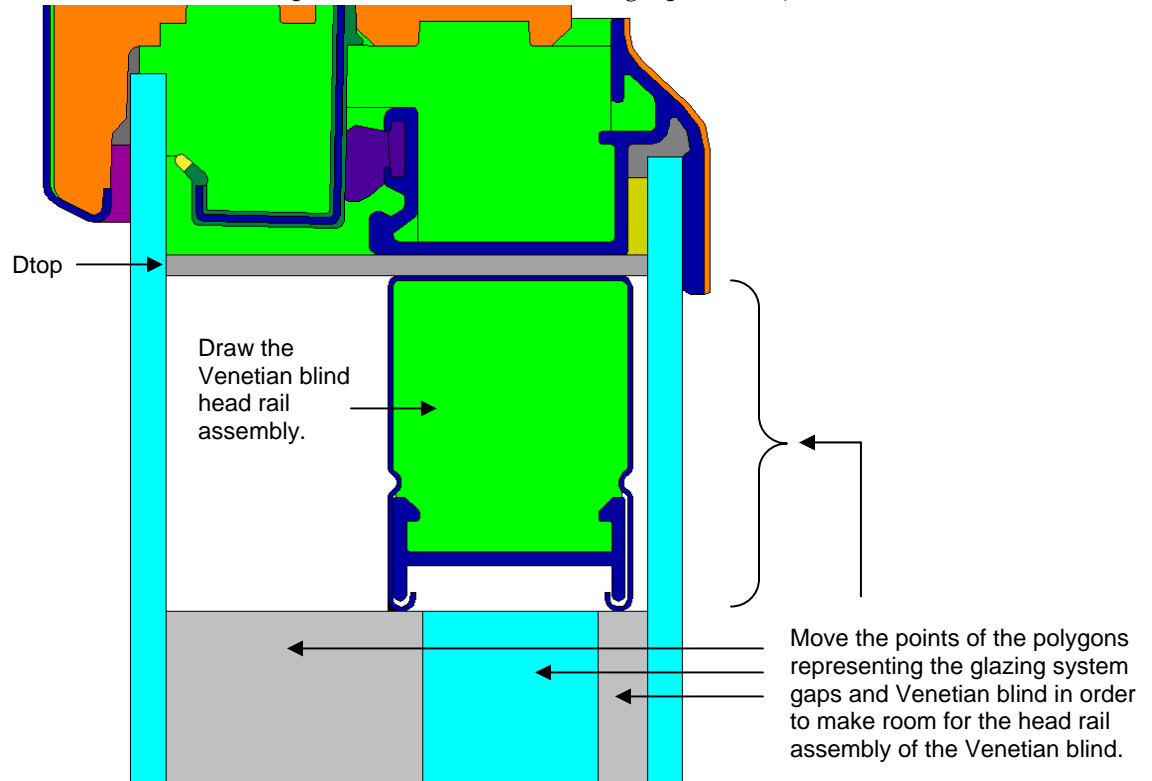 Dtop
Draw the
Venetian blind
head rail
assembly.
Move the points of the polygons
representing the glazing system
gaps and Venetian blind in order
to make room for the head rail
assembly of the Venetian blind.